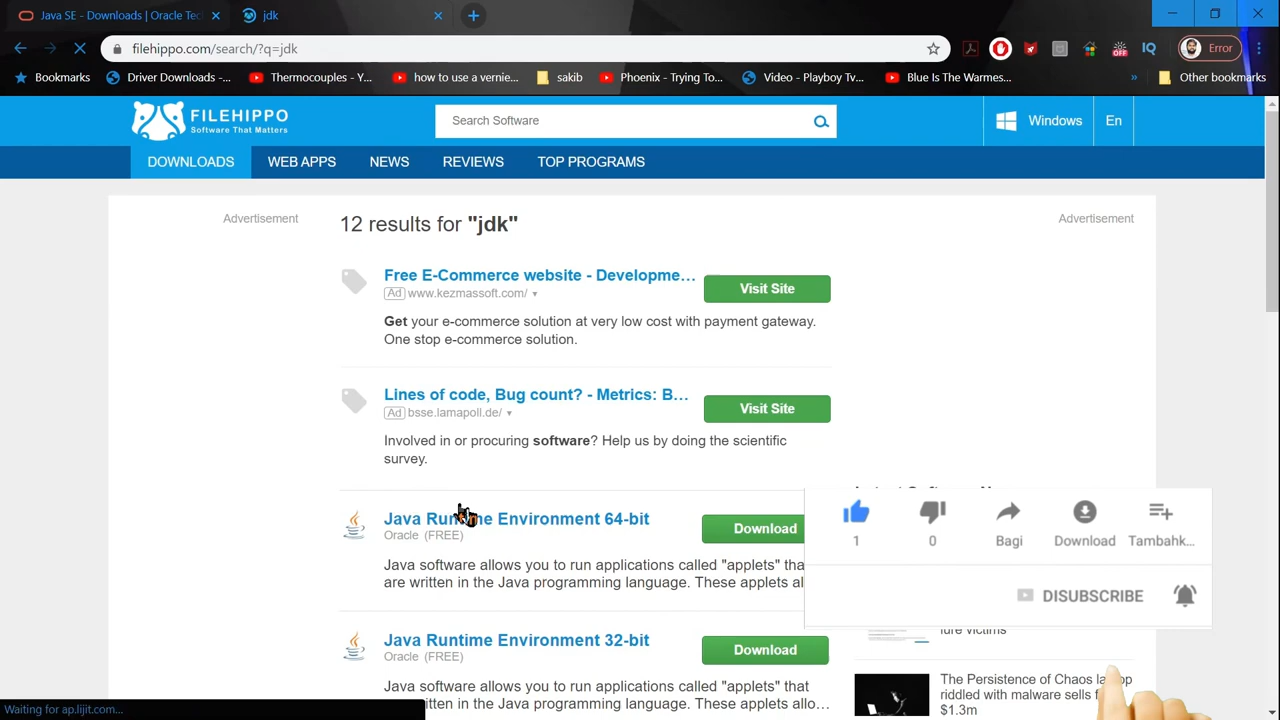 Java SE - Downloads | Oracle Tec
jdk
filehippo.com/search/?q=jdk
OFF
IQ
Error
Bookmarks
Driver Downloads -...
Thermocouples - Y...
how to use a vernie...
sakib
Phoenix - Trying To...
Video - Playboy Tv...
Blue Is The Warmes...
»
Other bookmarks
FILEHIPPO
Software That Matters
Search Software
Windows
En
DOWNLOADS
WEB APPS
NEWS
REVIEWS
TOP PROGRAMS
Advertisement
12 results for "jdk"
Advertisement
Free E-Commerce website - Developme...
Visit Site
Ad www.kezmassoft.com/
Get your e-commerce solution at very low cost with payment gateway.
One stop e-commerce solution.
Lines of code, Bug count? - Metrics: B...
Visit Site
Ad bsse.lamapoll.de/
Involved in or procuring software? Help us by doing the scientific
survey.
Java Runtime Environment 64-bit
Download
Oracle (FREE)
Java software allows you to run applications called "applets" tha
are written in the Java programming language. These applets al
1
0
Bagi
Download
Tambahk...
DISUBSCRIBE
Java Runtime Environment 32-bit
Download
Oracle (FREE)
Java software allows you to run applications called "applets" that
written in the Java programming language. These applets allo...
victims
The Persistence of Chaos
riddled with malware sells
$1.3m
Waiting for ap.lijit.com...